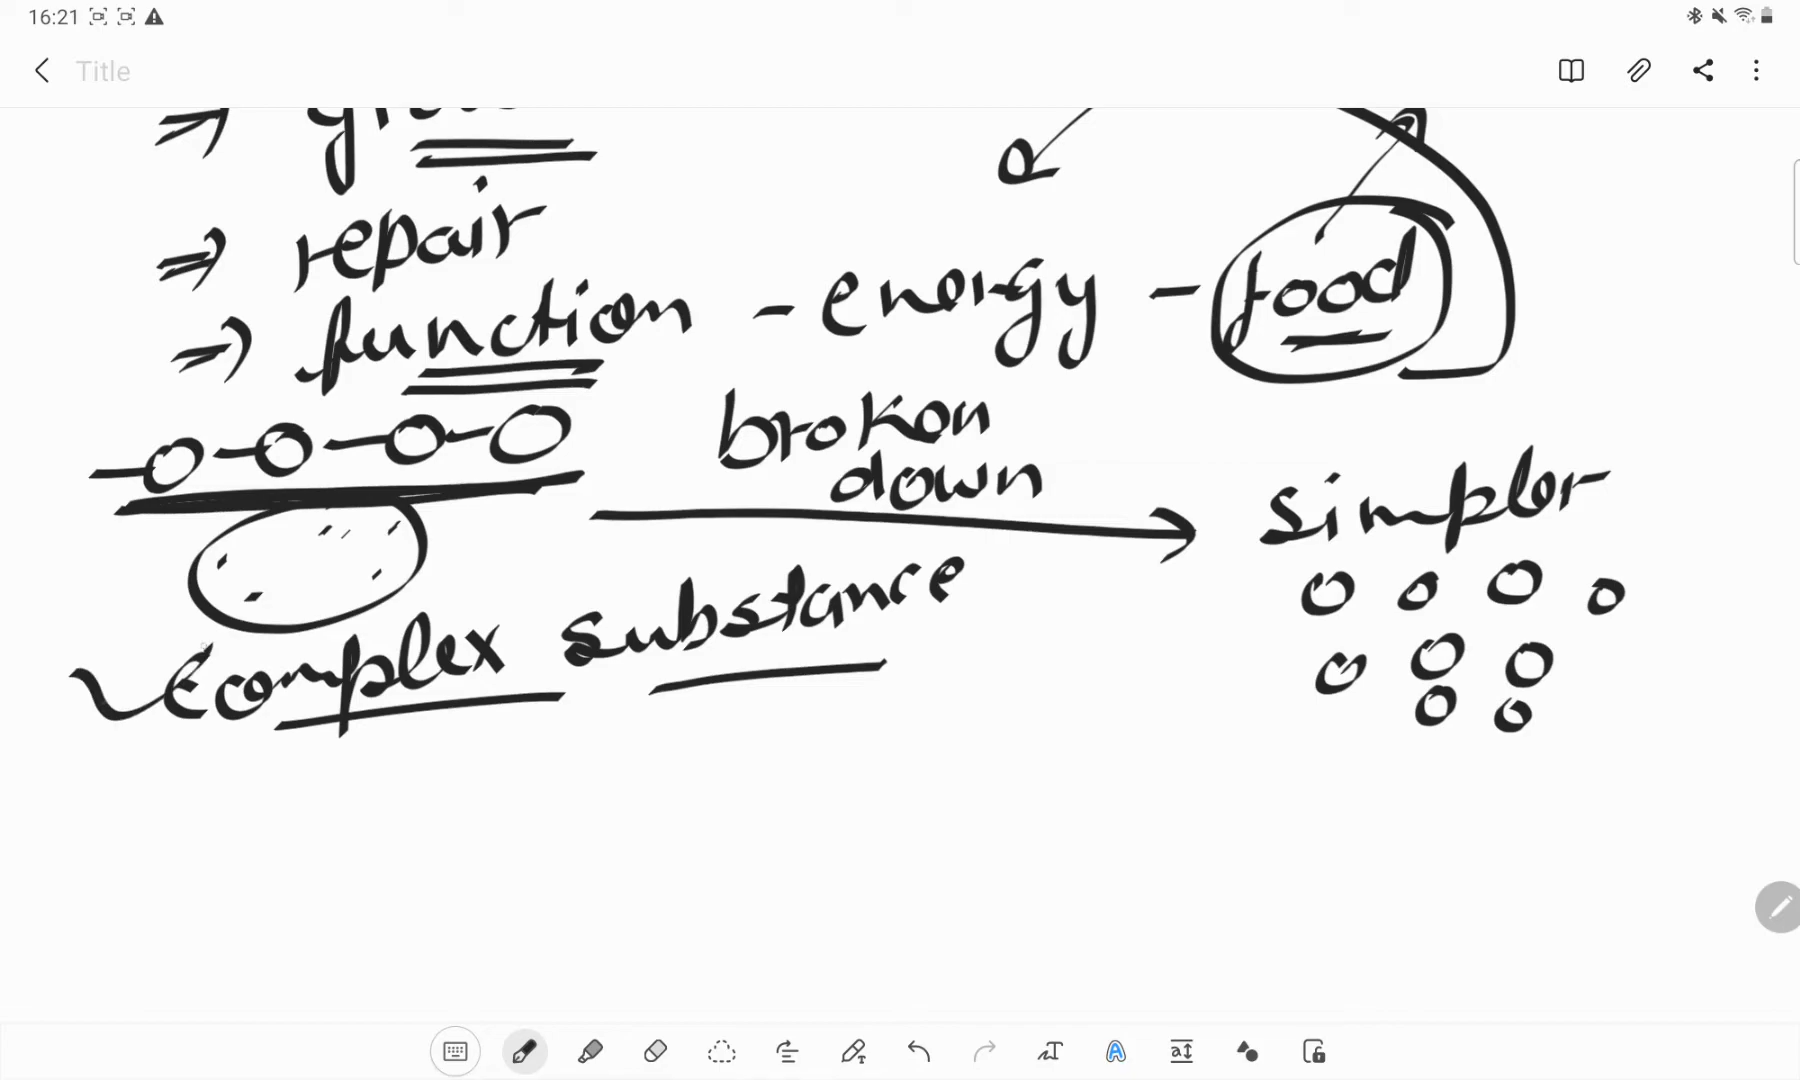 16:21
Title
=> repair
=> function - energy - food
broken
down
simpler
complex substance